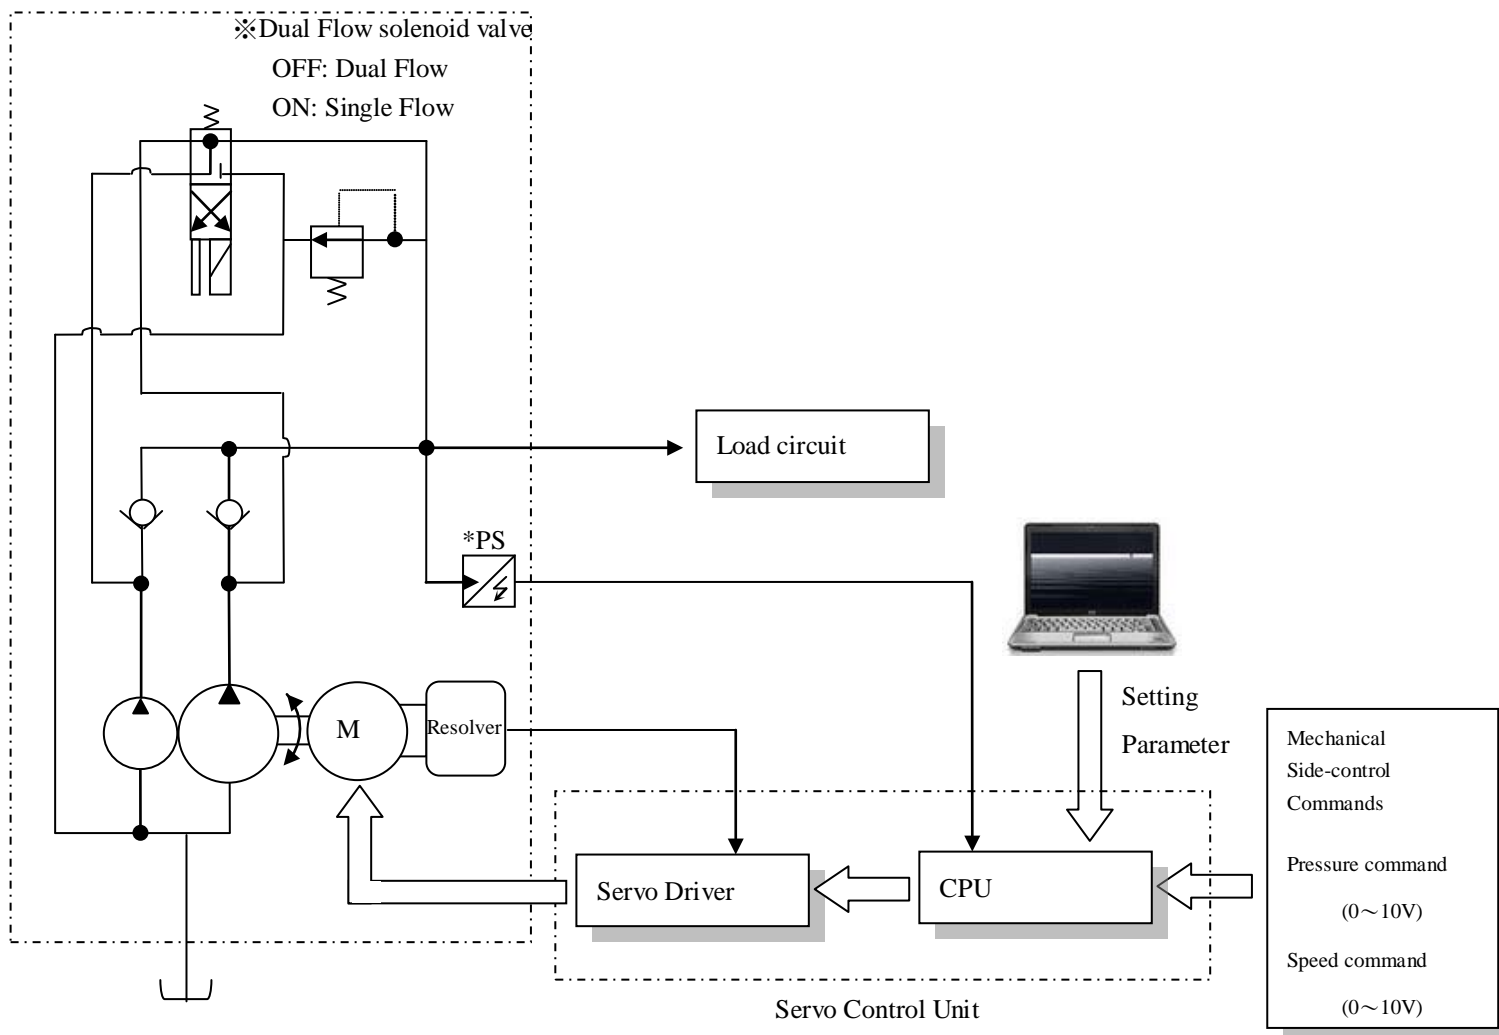 ※Dual Flow solenoid valve
OFF: Dual Flow
ON: Single Flow
Load circuit
*PS
Setting
Parameter
M
Resolver
Mechanical
Side-control
Commands
Pressure command
(0～10V)
Speed command
(0～10V)
Servo Driver
CPU
Servo Control Unit